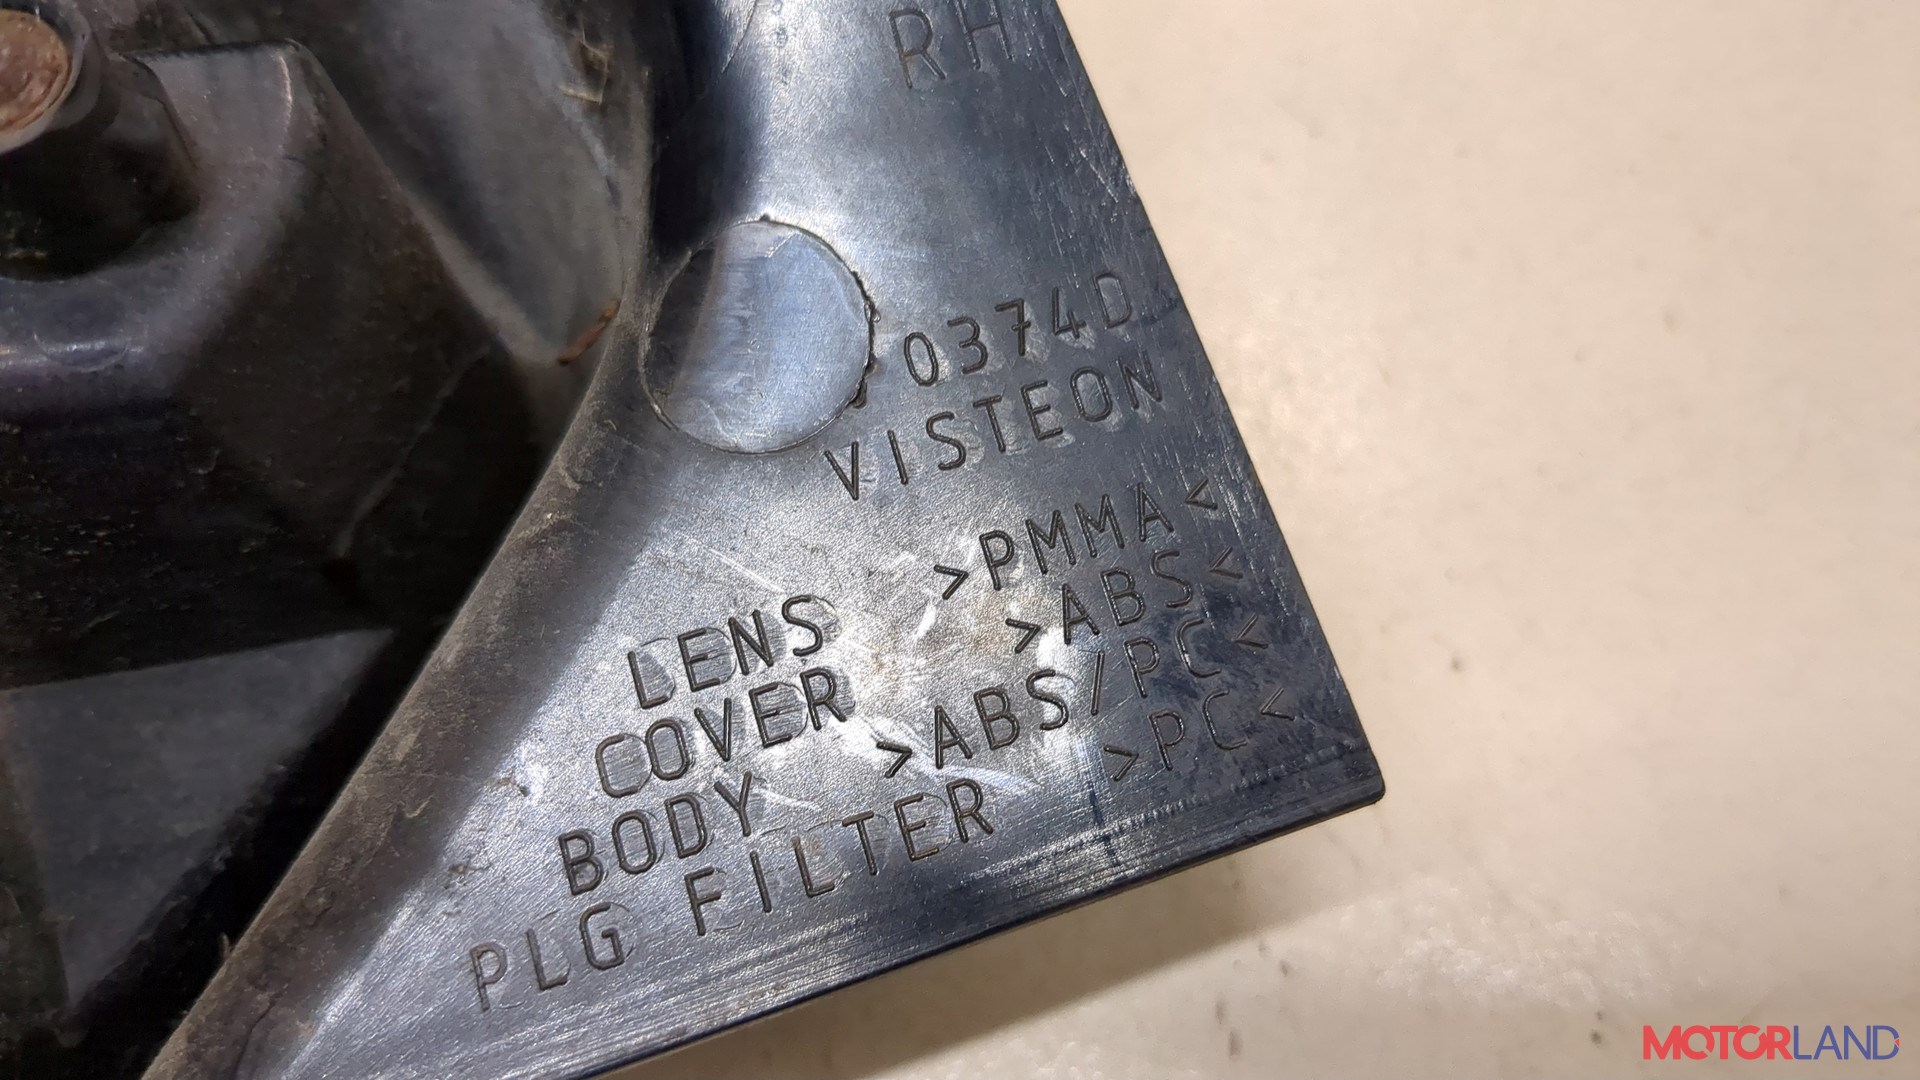 RH
0374D
VISTEON
LENS >PMMA<
COVER >ABS<
BODY >ABS/PC<
PLG FILTER >PC<
MOTORLAND